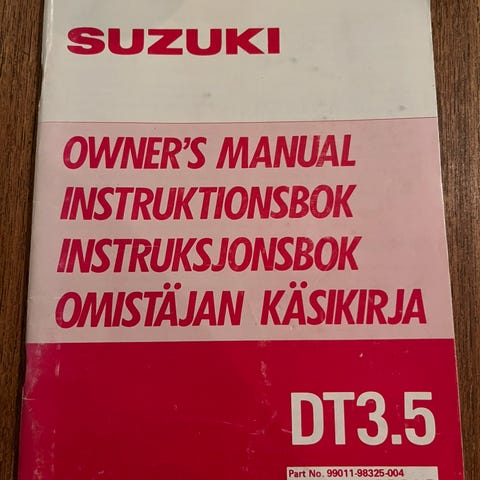 SUZUKI
OWNER'S MANUAL
INSTRUKTIONSBOK
INSTRUKSJONSBOK
OMISTÄJAN KÄSIKIRJA
DT3.5
Part No. 99011-98325-004